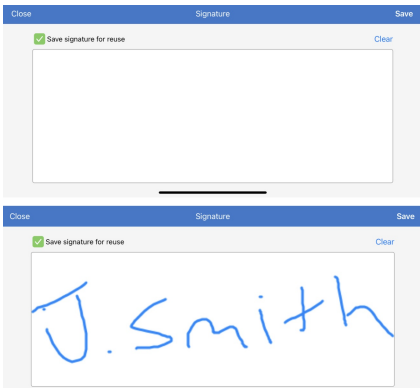 Close Signature Save
Save signature for reuse Clear
Close Signature Save
Save signature for reuse Clear
J. Smith